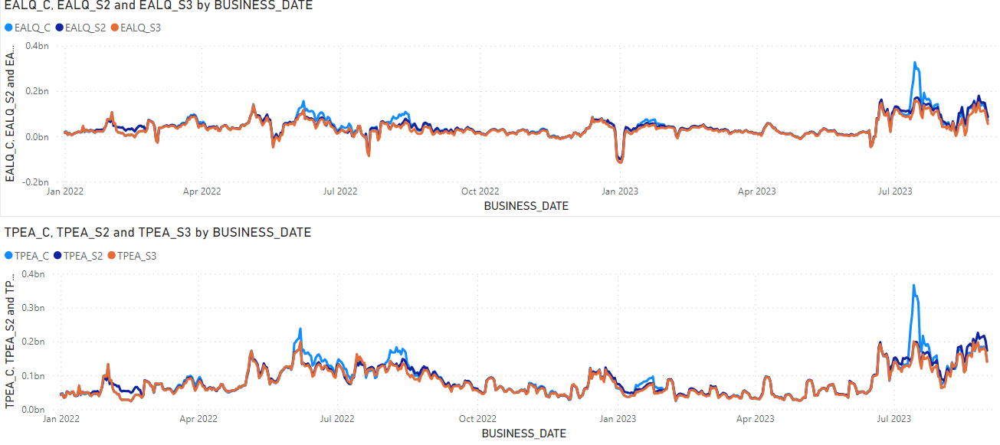 EALQ_C, EALQ_S2 and EALQ_S3 by BUSINESS_DATE
EALQ_C EALQ_S2 EALQ_S3
EALQ_C, EALQ_S2 and EA...
0.4bn
0.2bn
0.0bn
-0.2bn
Jan 2022 Apr 2022 Jul 2022 Oct 2022 Jan 2023 Apr 2023 Jul 2023
BUSINESS_DATE
TPEA_C, TPEA_S2 and TPEA_S3 by BUSINESS_DATE
TPEA_C TPEA_S2 TPEA_S3
TPEA_C, TPEA_S2 and TP...
0.4bn
0.3bn
0.2bn
0.1bn
0.0bn
Jan 2022 Apr 2022 Jul 2022 Oct 2022 Jan 2023 Apr 2023 Jul 2023
BUSINESS_DATE